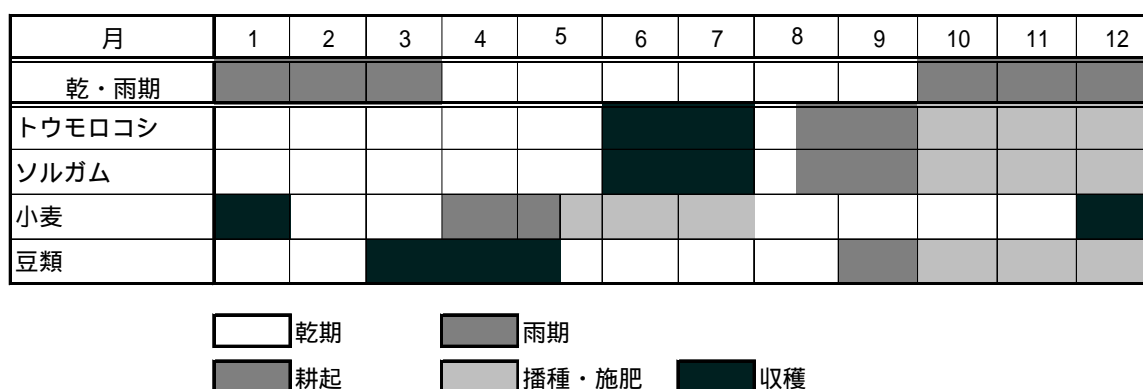 月 1 2 3 4 5 6 7 8 9 10 11 12
乾・雨期
トウモロコシ
ソルガム
小麦
豆類
乾期 雨期
耕起 播種・施肥 収穫